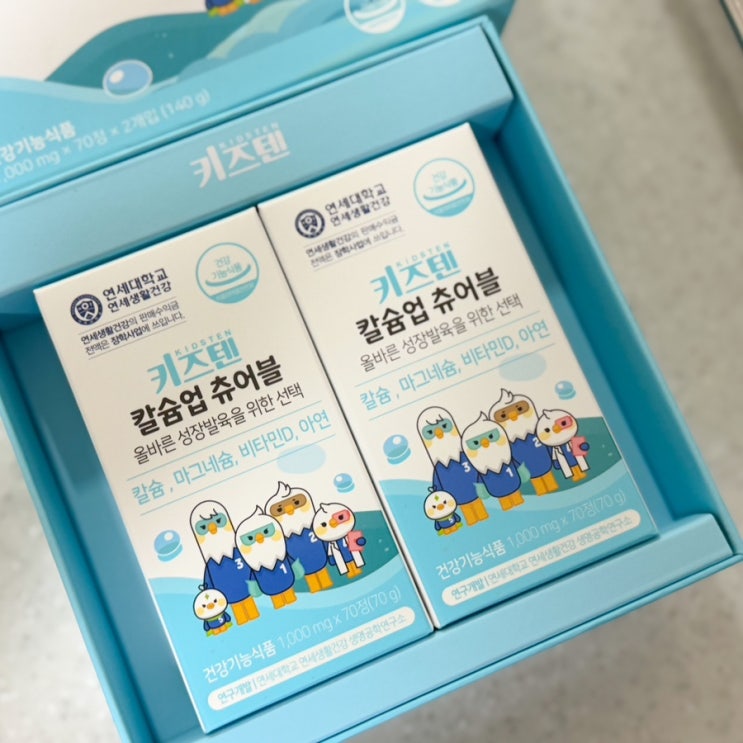 강기능식품
,000 mg × 70정 × 2개입 (140 g)
KIDSTEN
키즈텐
연세대학교
연세생활건강
연세생활건강의 판매수익금
전액은 장학사업에 쓰입니다.
건강
기능식품
KIDSTEN
키즈텐
칼슘업 츄어블
올바른 성장발육을 위한 선택
칼슘, 마그네슘, 비타민D, 아연
3
1
2
5
건강기능식품 1,000 mg x 70정(70 g)
연구개발 | 연세대학교 연세생활건강 생명공학연구소
연세대학교
연세생활건강
연세생활건강의 판매수익금
전액은 장학사업에 쓰입니다.
건강
기능식품
KIDSTEN
키즈텐
칼슘업 츄어블
올바른 성장발육을 위한 선택
칼슘, 마그네슘, 비타민D, 아연
3
1
2
5
건강기능식품 1,000 mg x 70정(70 g)
연구개발 | 연세대학교 연세생활건강 생명공학연구소